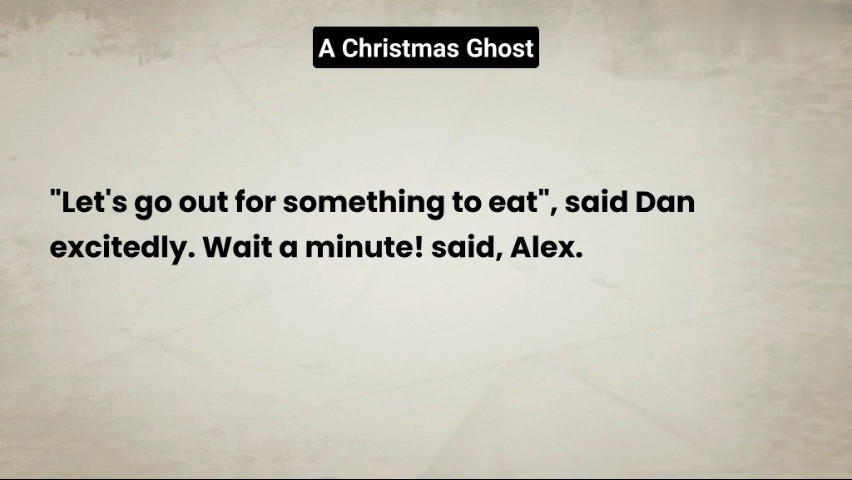 A Christmas Ghost
"Let's go out for something to eat", said Dan
excitedly. Wait a minute! said, Alex.